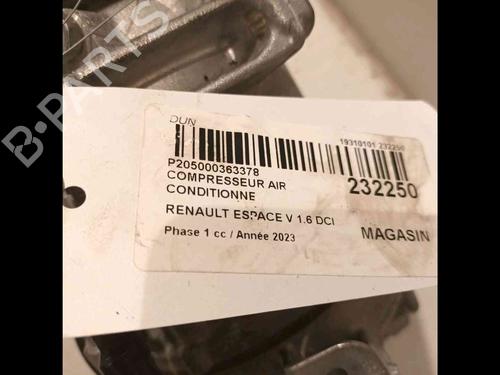 DUN
19310101 232250
P205000363378
COMPRESSEUR AIR
CONDITIONNE
232250
RENAULT ESPACE V 1.6 DCI
Phase 1 cc / Année 2023
MAGASIN
B-PARTS